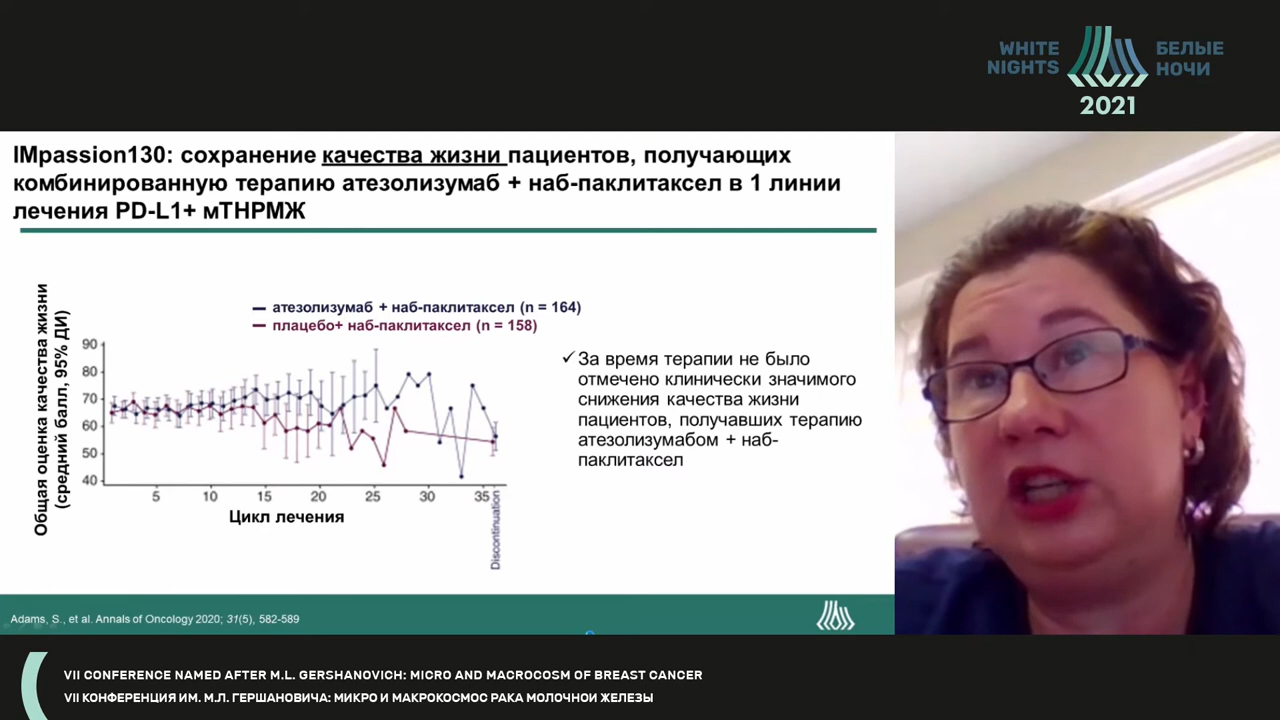 WHITE
NIGHTS
БЕЛЫЕ
НОЧИ
2021
IMpassion130: сохранение качества жизни пациентов, получающих
комбинированную терапию атезолизумаб + наб-паклитаксел в 1 линии
лечения PD-L1+ мТНРМЖ
Общая оценка качества жизни
(средний балл, 95% ДИ)
атезолизумаб + наб-паклитаксел (n = 164)
плацебо+ наб-паклитаксел (n = 158)
90
80
70
60
50
40
5 10 15 20 25 30 35
Discontinuation
Цикл лечения
✓За время терапии не было
отмечено клинически значимого
снижения качества жизни
пациентов, получавших терапию
атезолизумабом + наб-
паклитаксел
Adams, S., et al. Annals of Oncology 2020; 31(5), 582-589
VII CONFERENCE NAMED AFTER M.L. GERSHANOVICH: MICRO AND MACROCOSM OF BREAST CANCER
VII КОНФЕРЕНЦИЯ ИМ. М.Л. ГЕРШАНОВИЧА: МИКРО И МАКРОКОСМОС РАКА МОЛОЧНОЙ ЖЕЛЕЗЫ